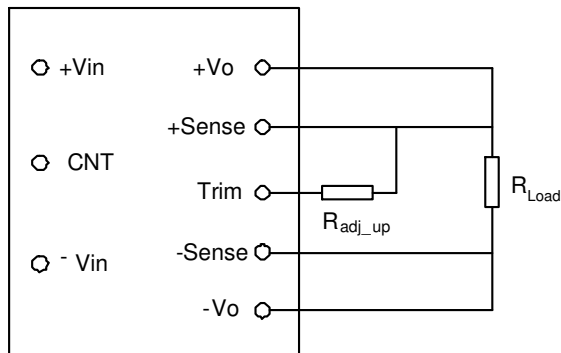 +Vin
+Vo
+Sense
CNT
Trim
R_Load
R_adj_up
- Vin
-Sense
-Vo